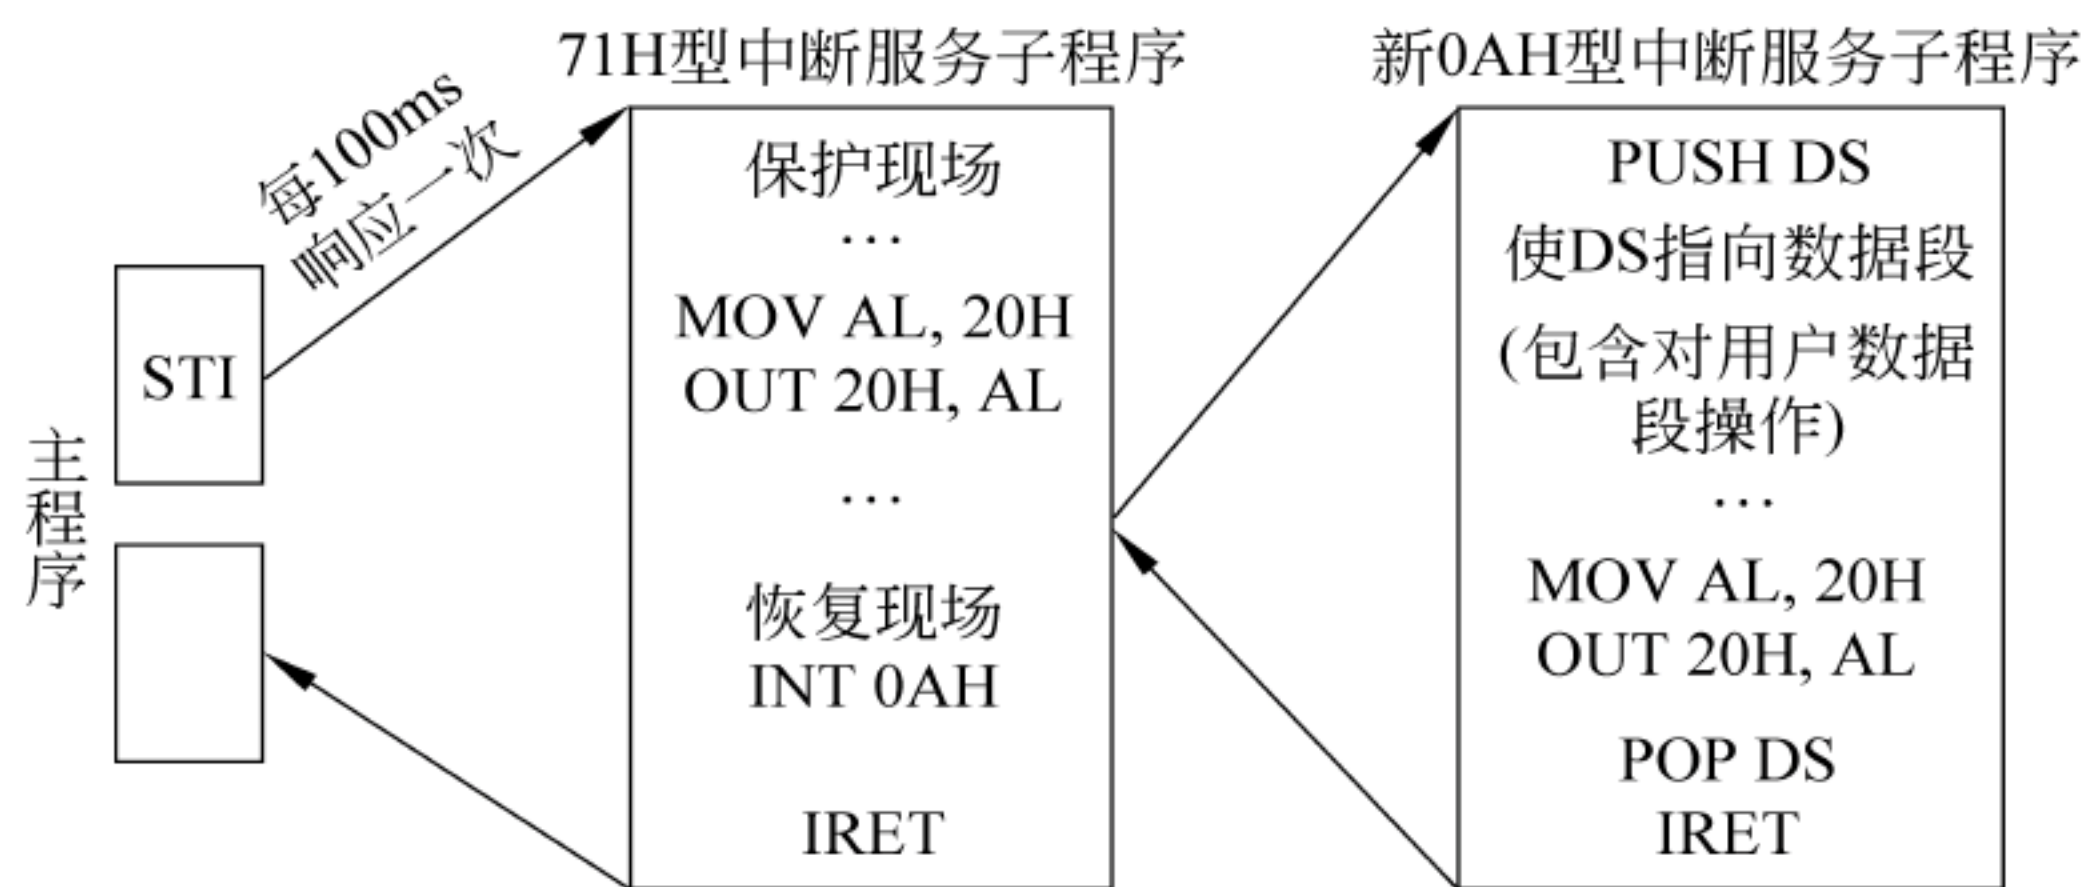 71H型中断服务子程序
新0AH型中断服务子程序
每100ms
响应一次
主程序
STI
保护现场
…
MOV AL, 20H
OUT 20H, AL
…
恢复现场
INT 0AH
IRET
PUSH DS
使DS指向数据段
(包含对用户数据
段操作)
…
MOV AL, 20H
OUT 20H, AL
POP DS
IRET